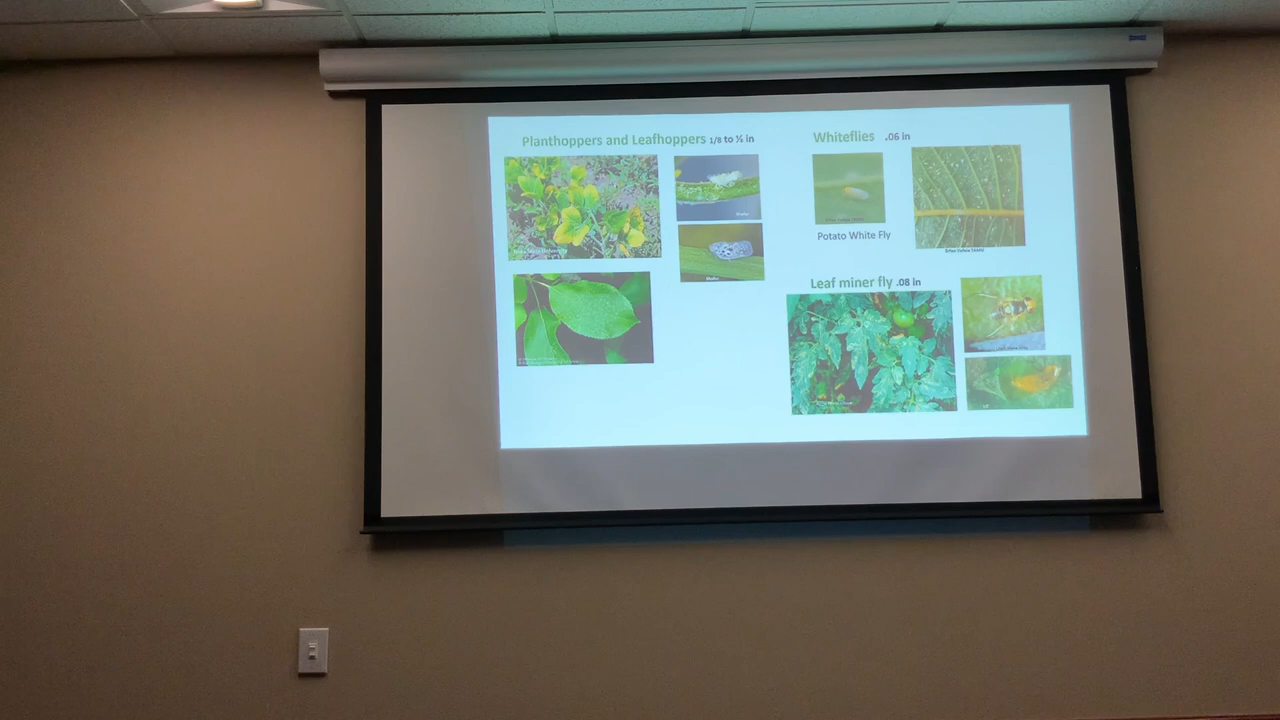 Planthoppers and Leafhoppers 1/8 to ½ in
Whiteflies .06 in
Potato White Fly
Leaf miner fly .08 in